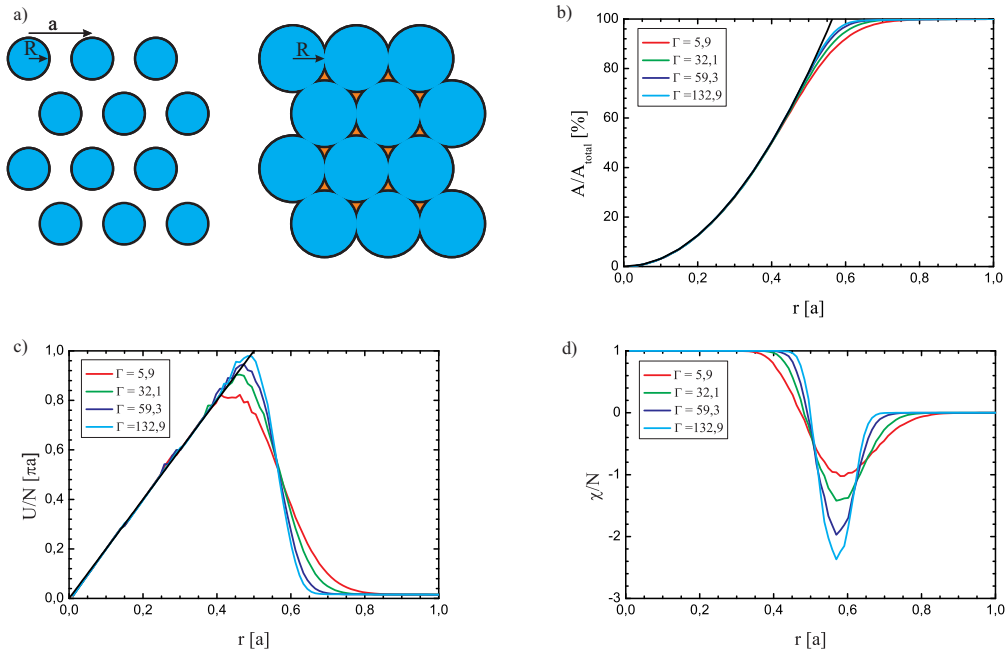 a)
a
R
R
b)
A/A_total [%]
100
80
60
40
20
0
Γ = 5,9
Γ = 32,1
Γ = 59,3
Γ =132,9
0,0 0,2 0,4 0,6 0,8 1,0
r [a]
c)
U/N [πa]
1,0
0,8
0,6
0,4
0,2
0,0
Γ = 5,9
Γ = 32,1
Γ = 59,3
Γ =132,9
0,0 0,2 0,4 0,6 0,8 1,0
r [a]
d)
χ/N
1
0
-1
-2
-3
Γ = 5,9
Γ = 32,1
Γ = 59,3
Γ =132,9
0,0 0,2 0,4 0,6 0,8 1,0
r [a]